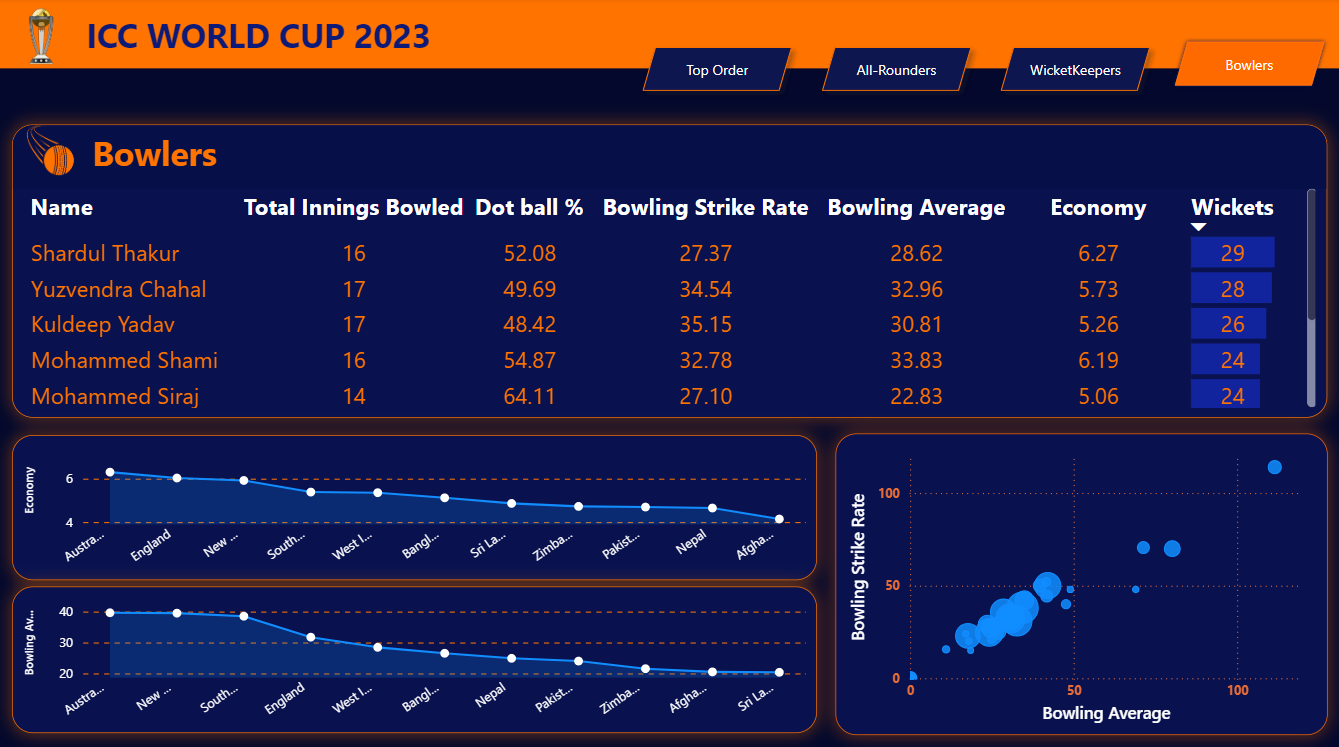 ICC WORLD CUP 2023
Top Order
All-Rounders
WicketKeepers
Bowlers
Bowlers
Name Total Innings Bowled Dot ball % Bowling Strike Rate Bowling Average Economy Wickets
Shardul Thakur 16 52.08 27.37 28.62 6.27 29
Yuzvendra Chahal 17 49.69 34.54 32.96 5.73 28
Kuldeep Yadav 17 48.42 35.15 30.81 5.26 26
Mohammed Shami 16 54.87 32.78 33.83 6.19 24
Mohammed Siraj 14 64.11 27.10 22.83 5.06 24
Economy
6
4
Austra... England New ... South... West I... Bangl... Sri La... Zimba... Pakist... Nepal Afgha...
Bowling Av...
40
30
20
Austra... New ... South... England West I... Bangl... Nepal Pakist... Zimba... Afgha... Sri La...
Bowling Strike Rate
100
50
0
0 50 100
Bowling Average